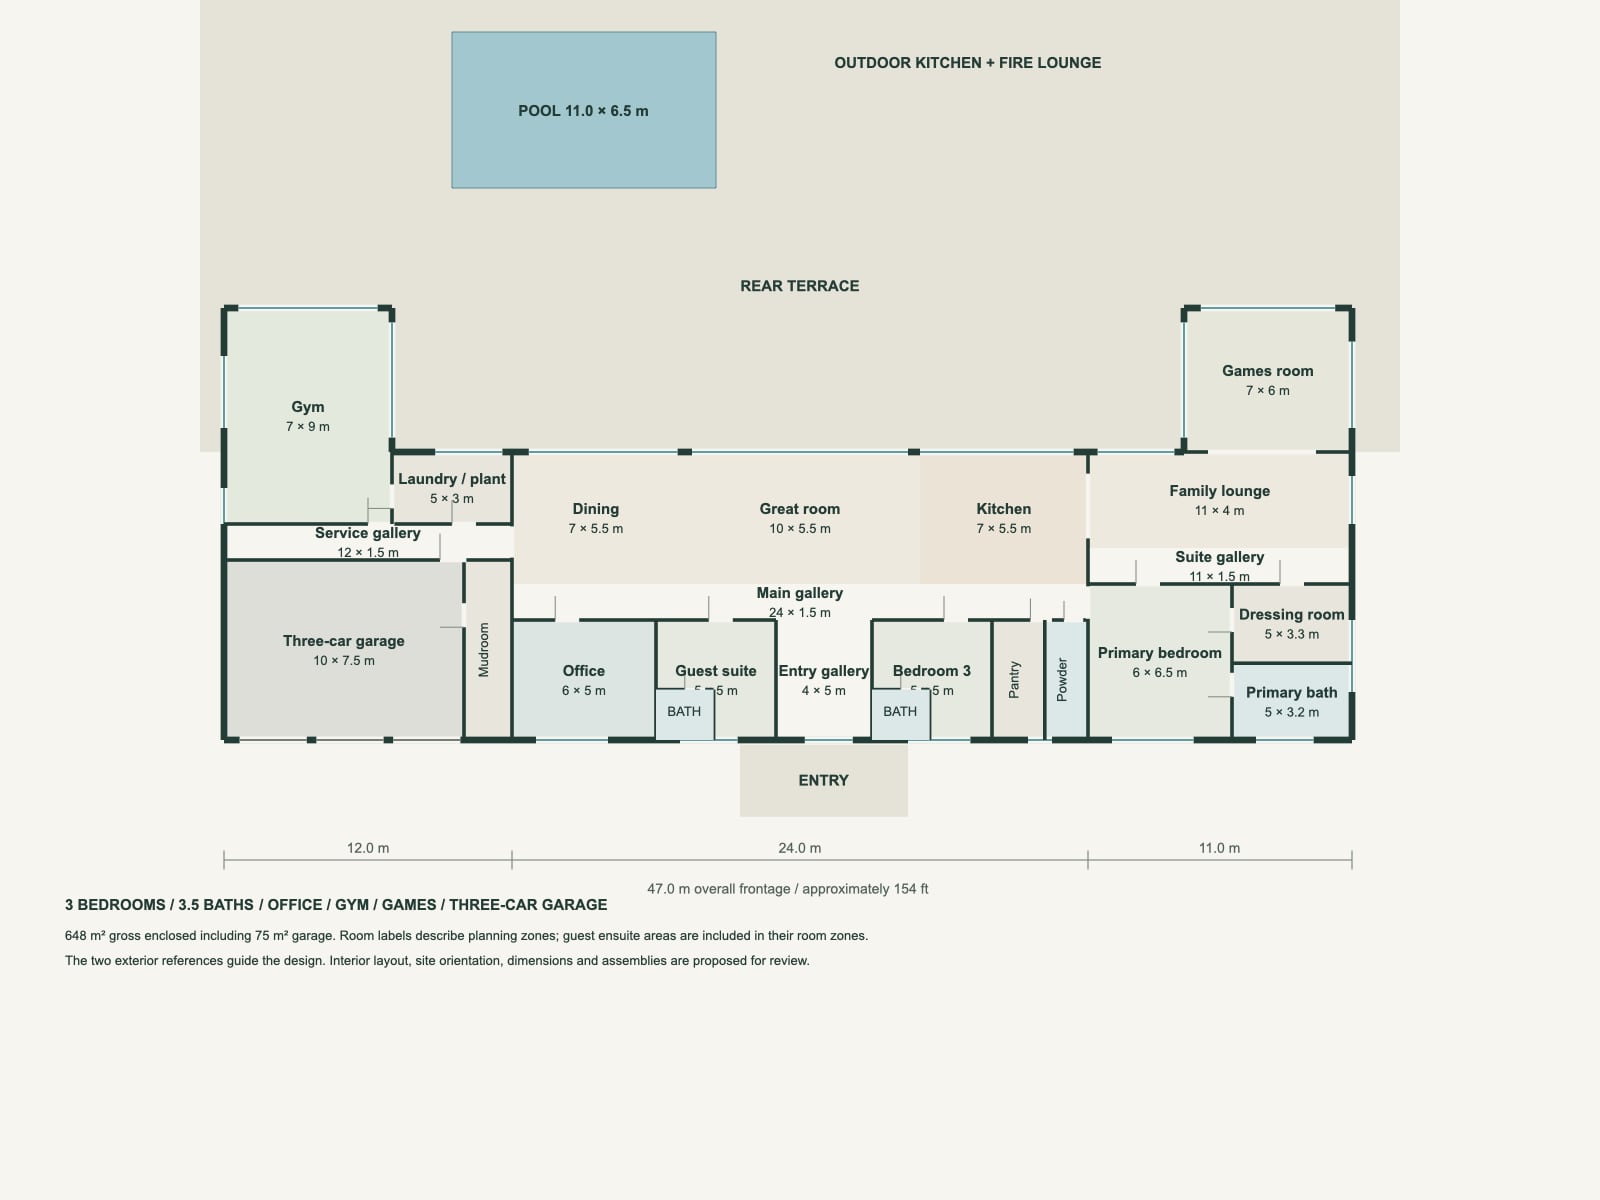 OUTDOOR KITCHEN + FIRE LOUNGE
POOL 11.0 × 6.5 m
REAR TERRACE
Games room
7 × 6 m
Gym
7 × 9 m
Laundry / plant
5 × 3 m
Dining
7 × 5.5 m
Great room
10 × 5.5 m
Kitchen
7 × 5.5 m
Family lounge
11 × 4 m
Service gallery
12 × 1.5 m
Suite gallery
11 × 1.5 m
Main gallery
24 × 1.5 m
Dressing room
5 × 3.3 m
Three-car garage
10 × 7.5 m
Mudroom
Office
6 × 5 m
Guest suite
5 × 5 m
BATH
Entry gallery
4 × 5 m
Bedroom 3
5 × 5 m
BATH
Pantry
Powder
Primary bedroom
6 × 6.5 m
Primary bath
5 × 3.2 m
ENTRY
12.0 m
24.0 m
11.0 m
47.0 m overall frontage / approximately 154 ft
3 BEDROOMS / 3.5 BATHS / OFFICE / GYM / GAMES / THREE-CAR GARAGE
648 m² gross enclosed including 75 m² garage. Room labels describe planning zones; guest ensuite areas are included in their room zones.
The two exterior references guide the design. Interior layout, site orientation, dimensions and assemblies are proposed for review.